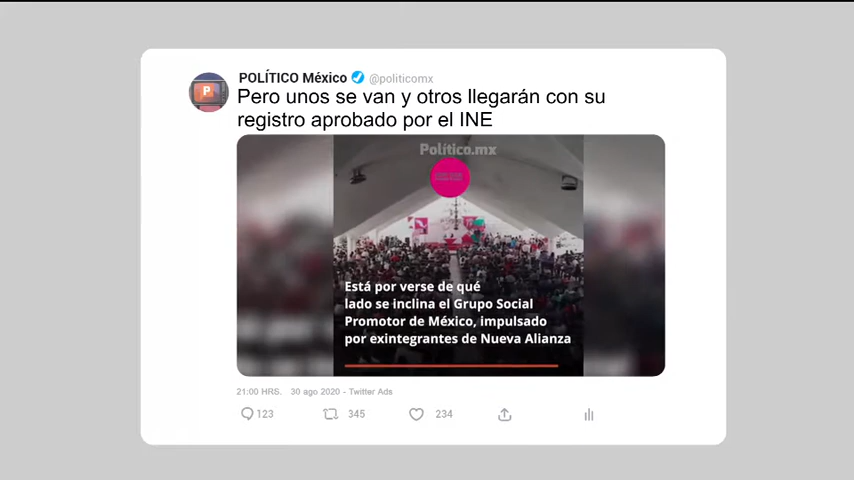 POLÍTICO México @politicomx
Pero unos se van y otros llegarán con su
registro aprobado por el INE
Político.mx
Está por verse de qué
lado se inclina el Grupo Social
Promotor de México, impulsado
por exintegrantes de Nueva Alianza
21:00 HRS. 30 ago 2020 - Twitter Ads
123 345 234